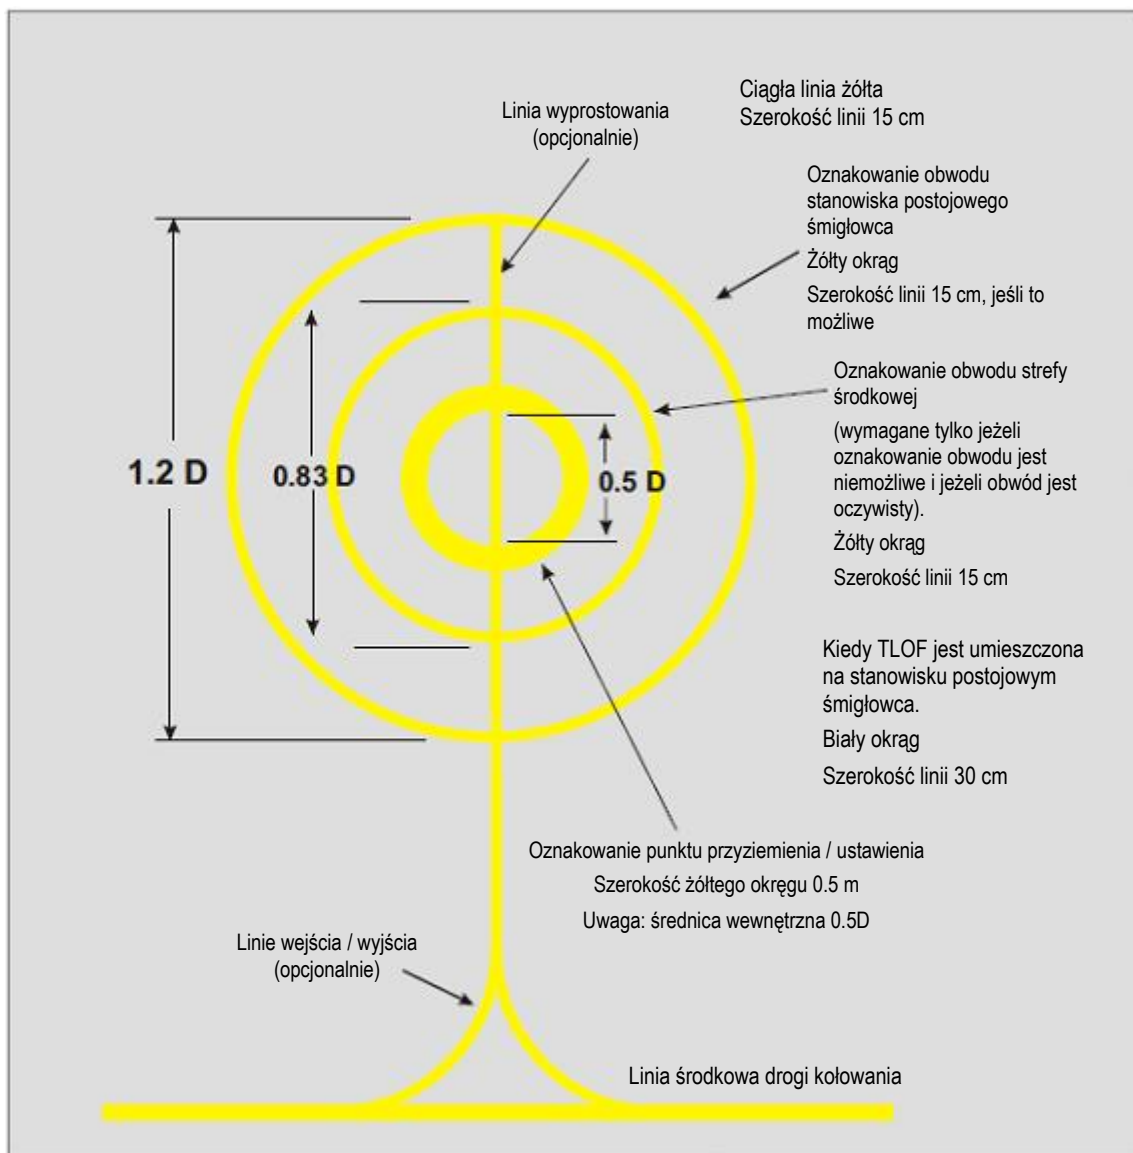 Ciągła linia żółta
Szerokość linii 15 cm
Linia wyprostowania
(opcjonalnie)
Oznakowanie obwodu
stanowiska postojowego
śmigłowca
Żółty okrąg
Szerokość linii 15 cm, jeśli to
możliwe
Oznakowanie obwodu strefy
środkowej
(wymagane tylko jeżeli
oznakowanie obwodu jest
niemożliwe i jeżeli obwód jest
oczywisty).
Żółty okrąg
Szerokość linii 15 cm
1.2 D
0.83 D
0.5 D
Kiedy TLOF jest umieszczona
na stanowisku postojowym
śmigłowca.
Biały okrąg
Szerokość linii 30 cm
Oznakowanie punktu przyziemienia / ustawienia
Szerokość żółtego okręgu 0.5 m
Uwaga: średnica wewnętrzna 0.5D
Linie wejścia / wyjścia
(opcjonalnie)
Linia środkowa drogi kołowania